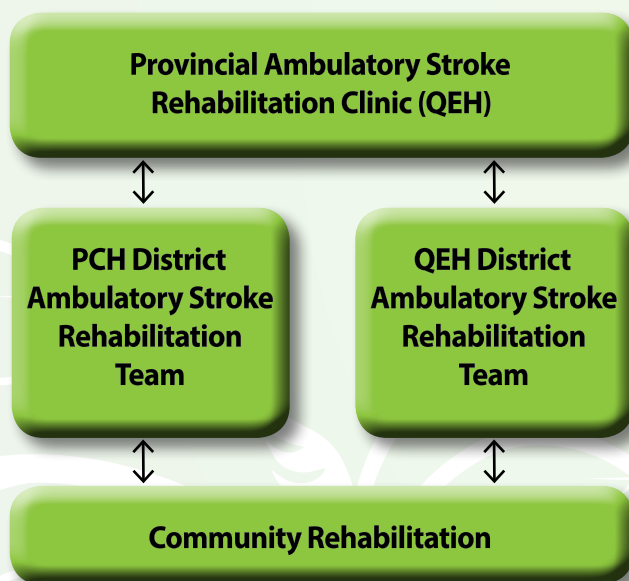 Provincial Ambulatory Stroke
Rehabilitation Clinic (QEH)
PCH District
Ambulatory Stroke
Rehabilitation
Team
QEH District
Ambulatory Stroke
Rehabilitation
Team
Community Rehabilitation